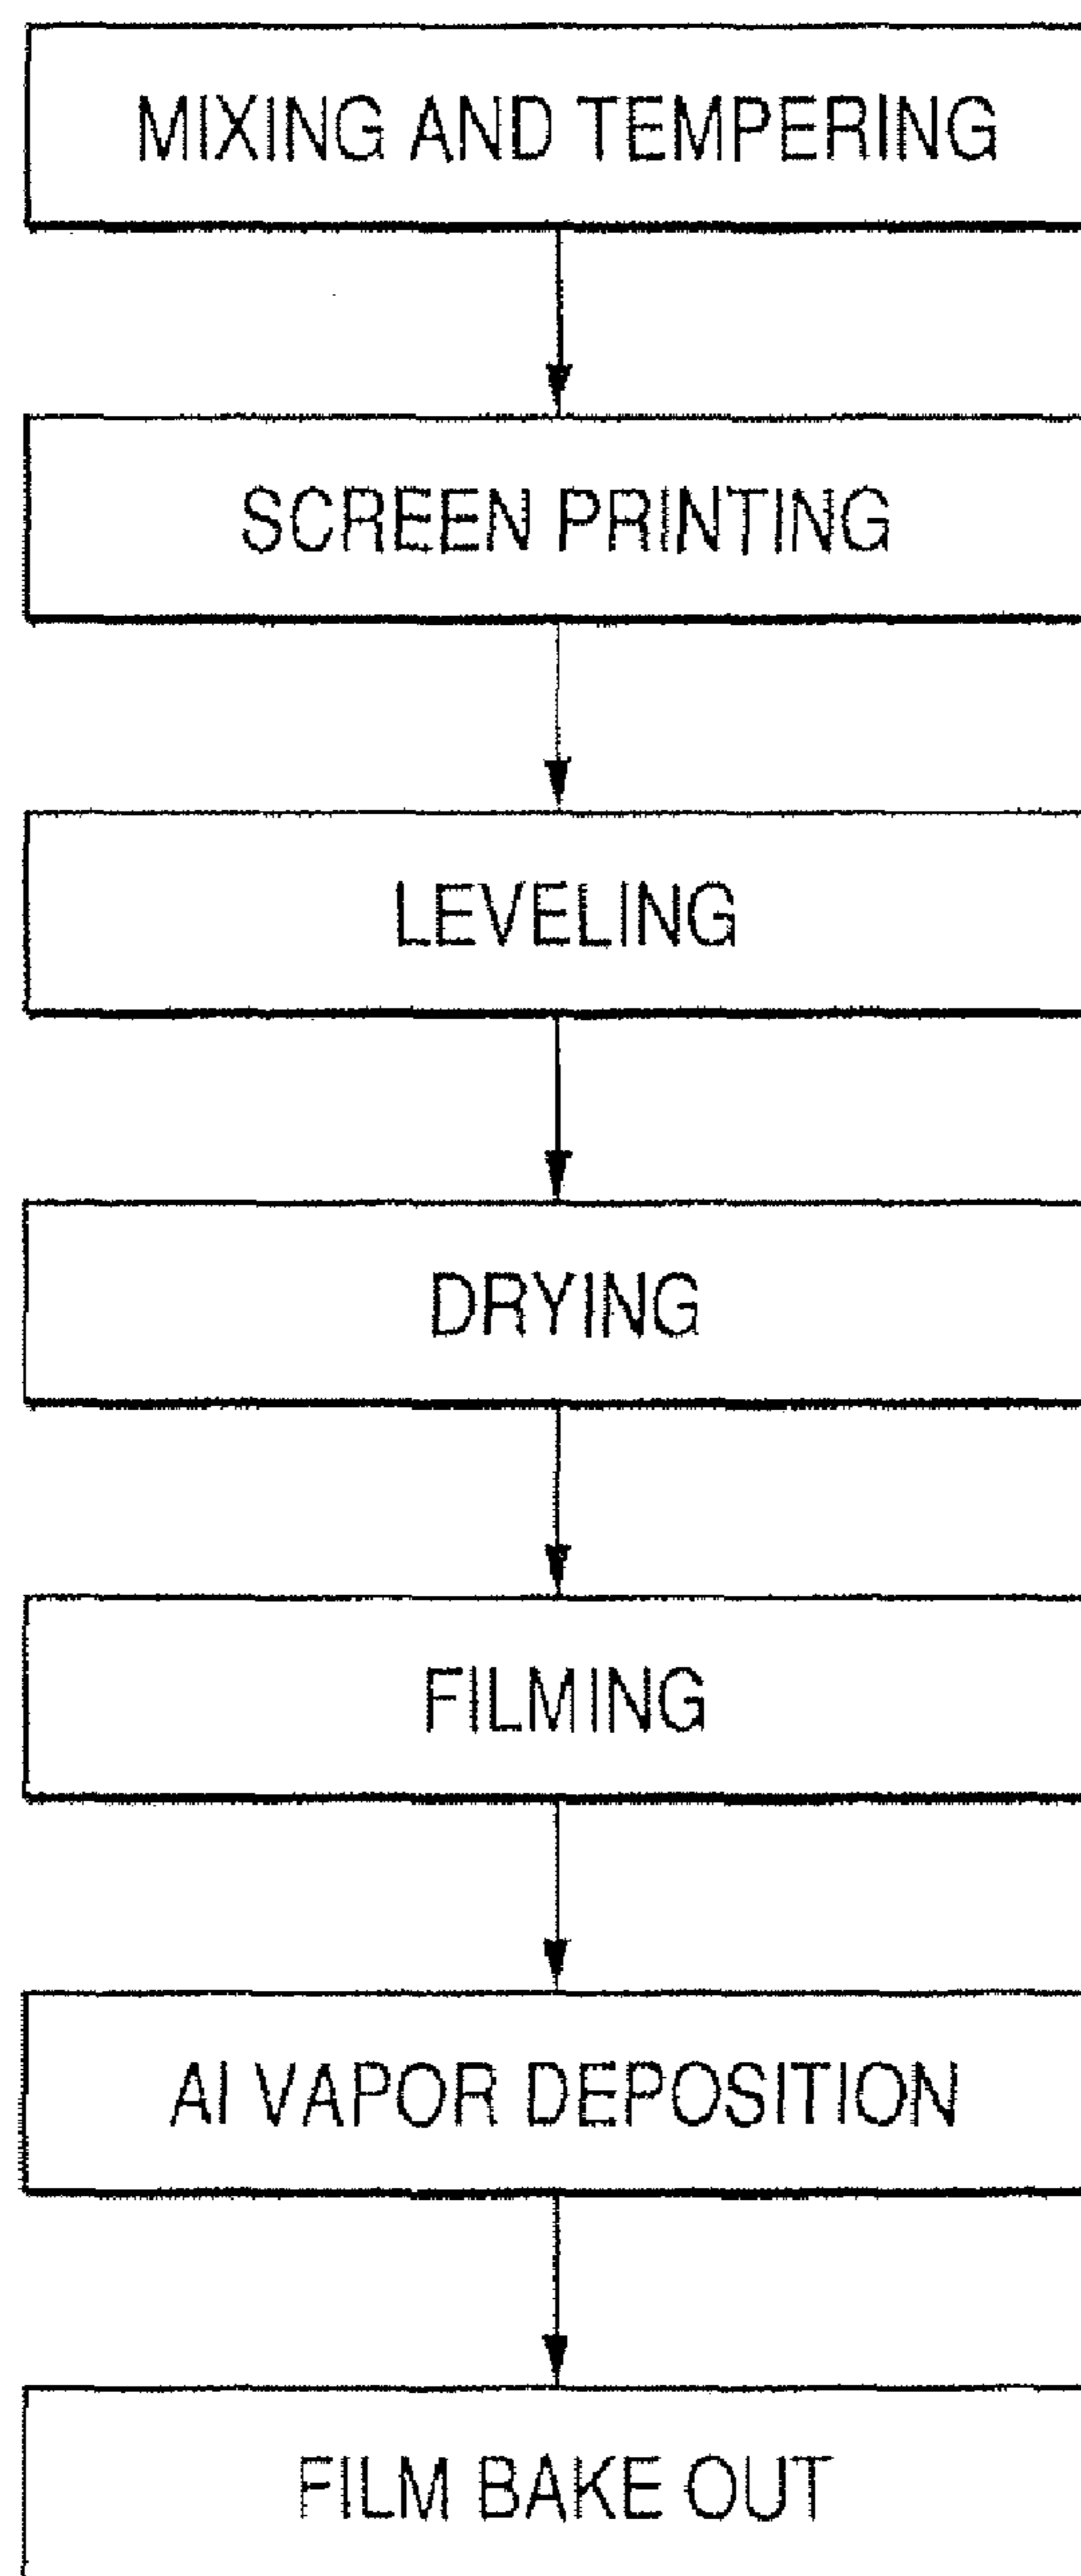 MIXING AND TEMPERING
SCREEN PRINTING
LEVELING
DRYING
FILMING
Al VAPOR DEPOSITION
FILM BAKE OUT